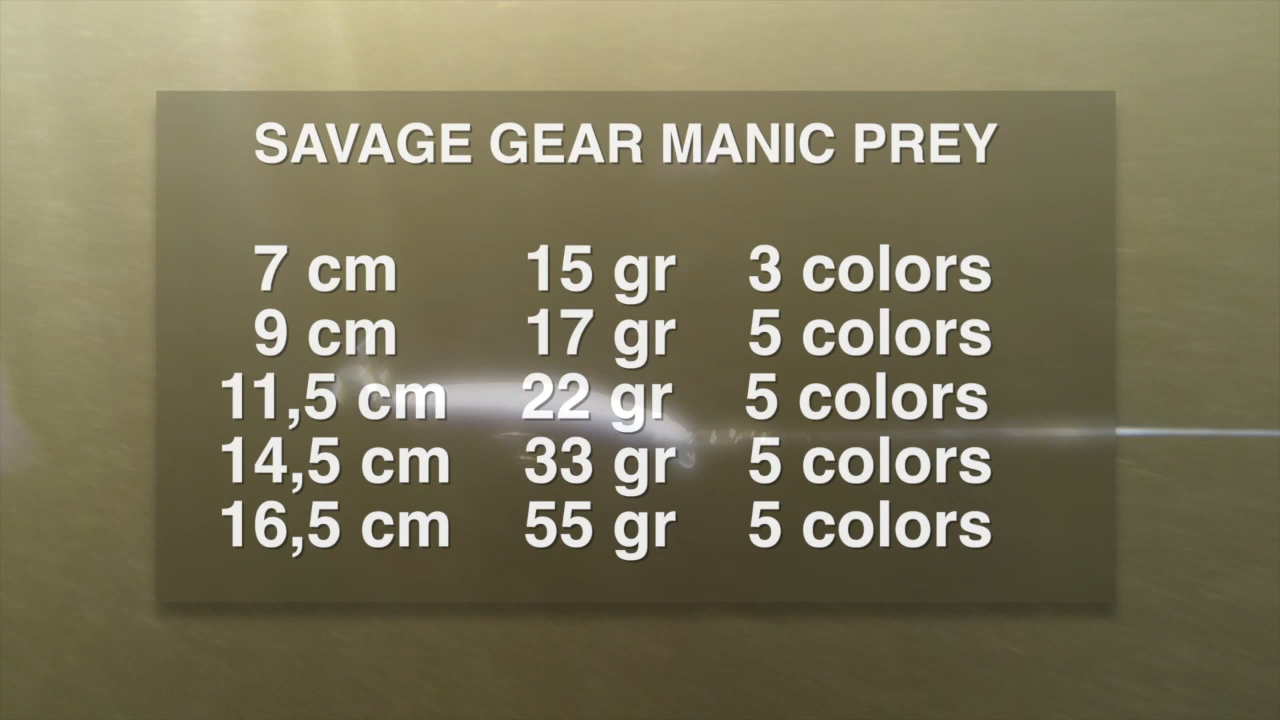 SAVAGE GEAR MANIC PREY
7 cm 15 gr 3 colors
9 cm 17 gr 5 colors
11,5 cm 22 gr 5 colors
14,5 cm 33 gr 5 colors
16,5 cm 55 gr 5 colors